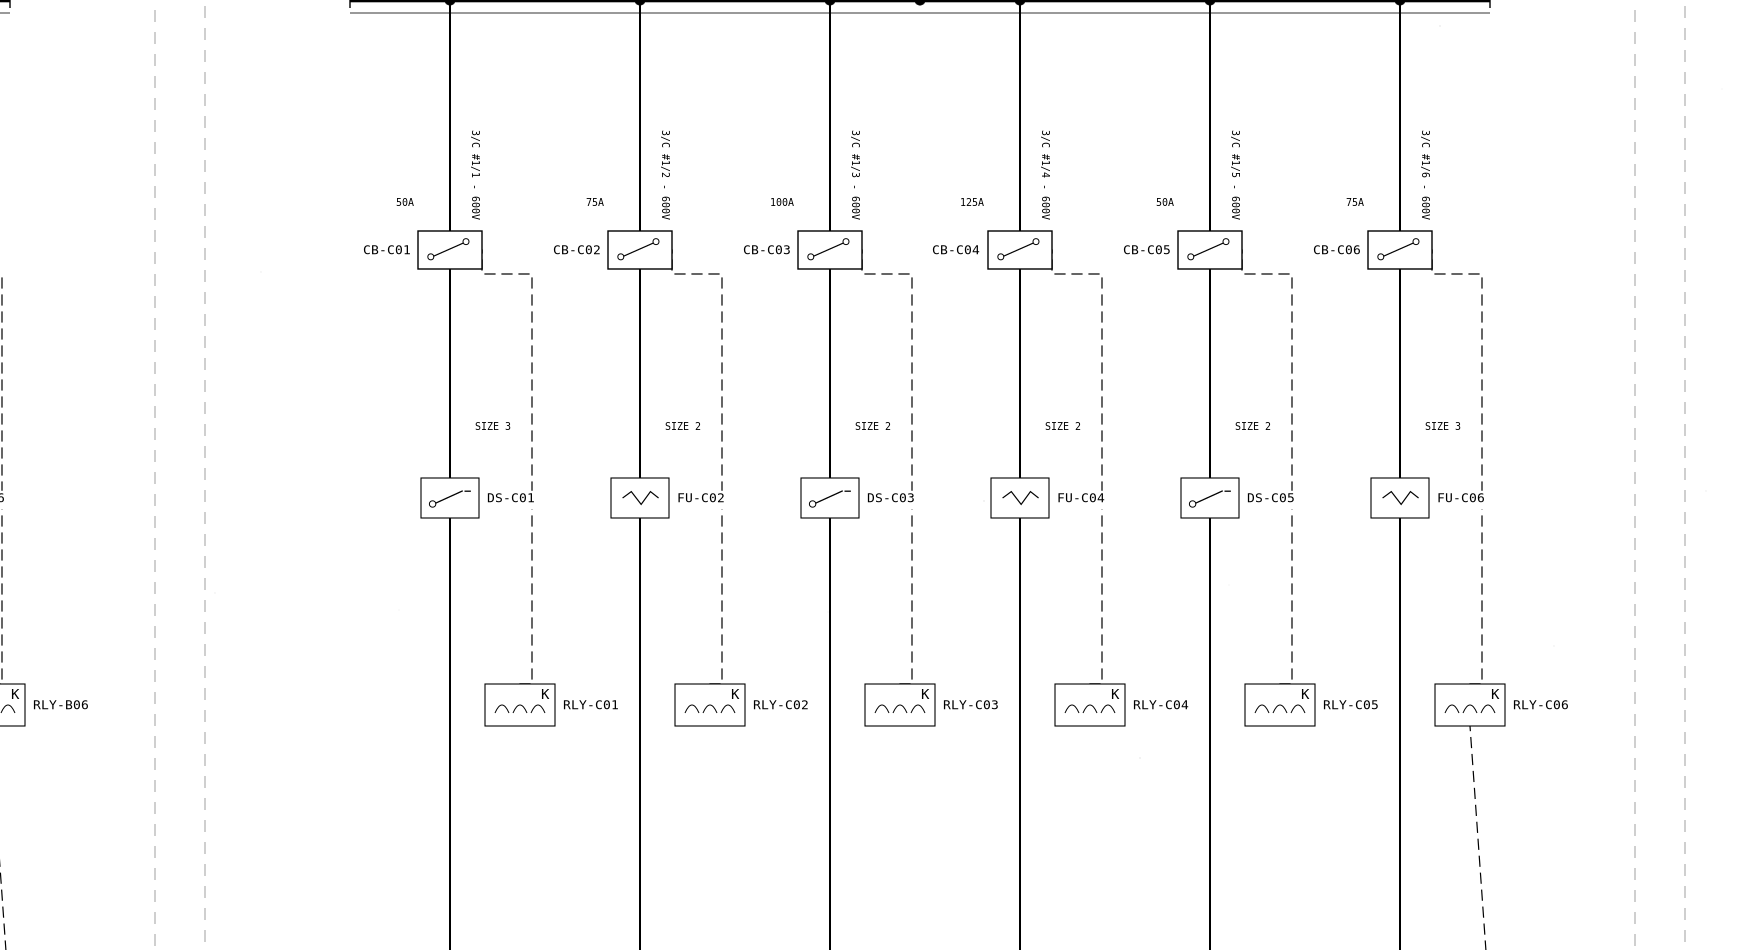 3/C #1/1 - 600V
3/C #1/2 - 600V
3/C #1/3 - 600V
3/C #1/4 - 600V
3/C #1/5 - 600V
3/C #1/6 - 600V
50A
75A
100A
125A
50A
75A
CB-C01
CB-C02
CB-C03
CB-C04
CB-C05
CB-C06
SIZE 3
SIZE 2
SIZE 2
SIZE 2
SIZE 2
SIZE 3
DS-C01
FU-C02
DS-C03
FU-C04
DS-C05
FU-C06
K
RLY-B06
K
RLY-C01
K
RLY-C02
K
RLY-C03
K
RLY-C04
K
RLY-C05
K
RLY-C06